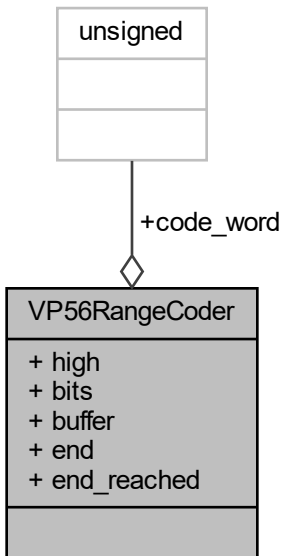 unsigned
+code_word
VP56RangeCoder
+ high
+ bits
+ buffer
+ end
+ end_reached